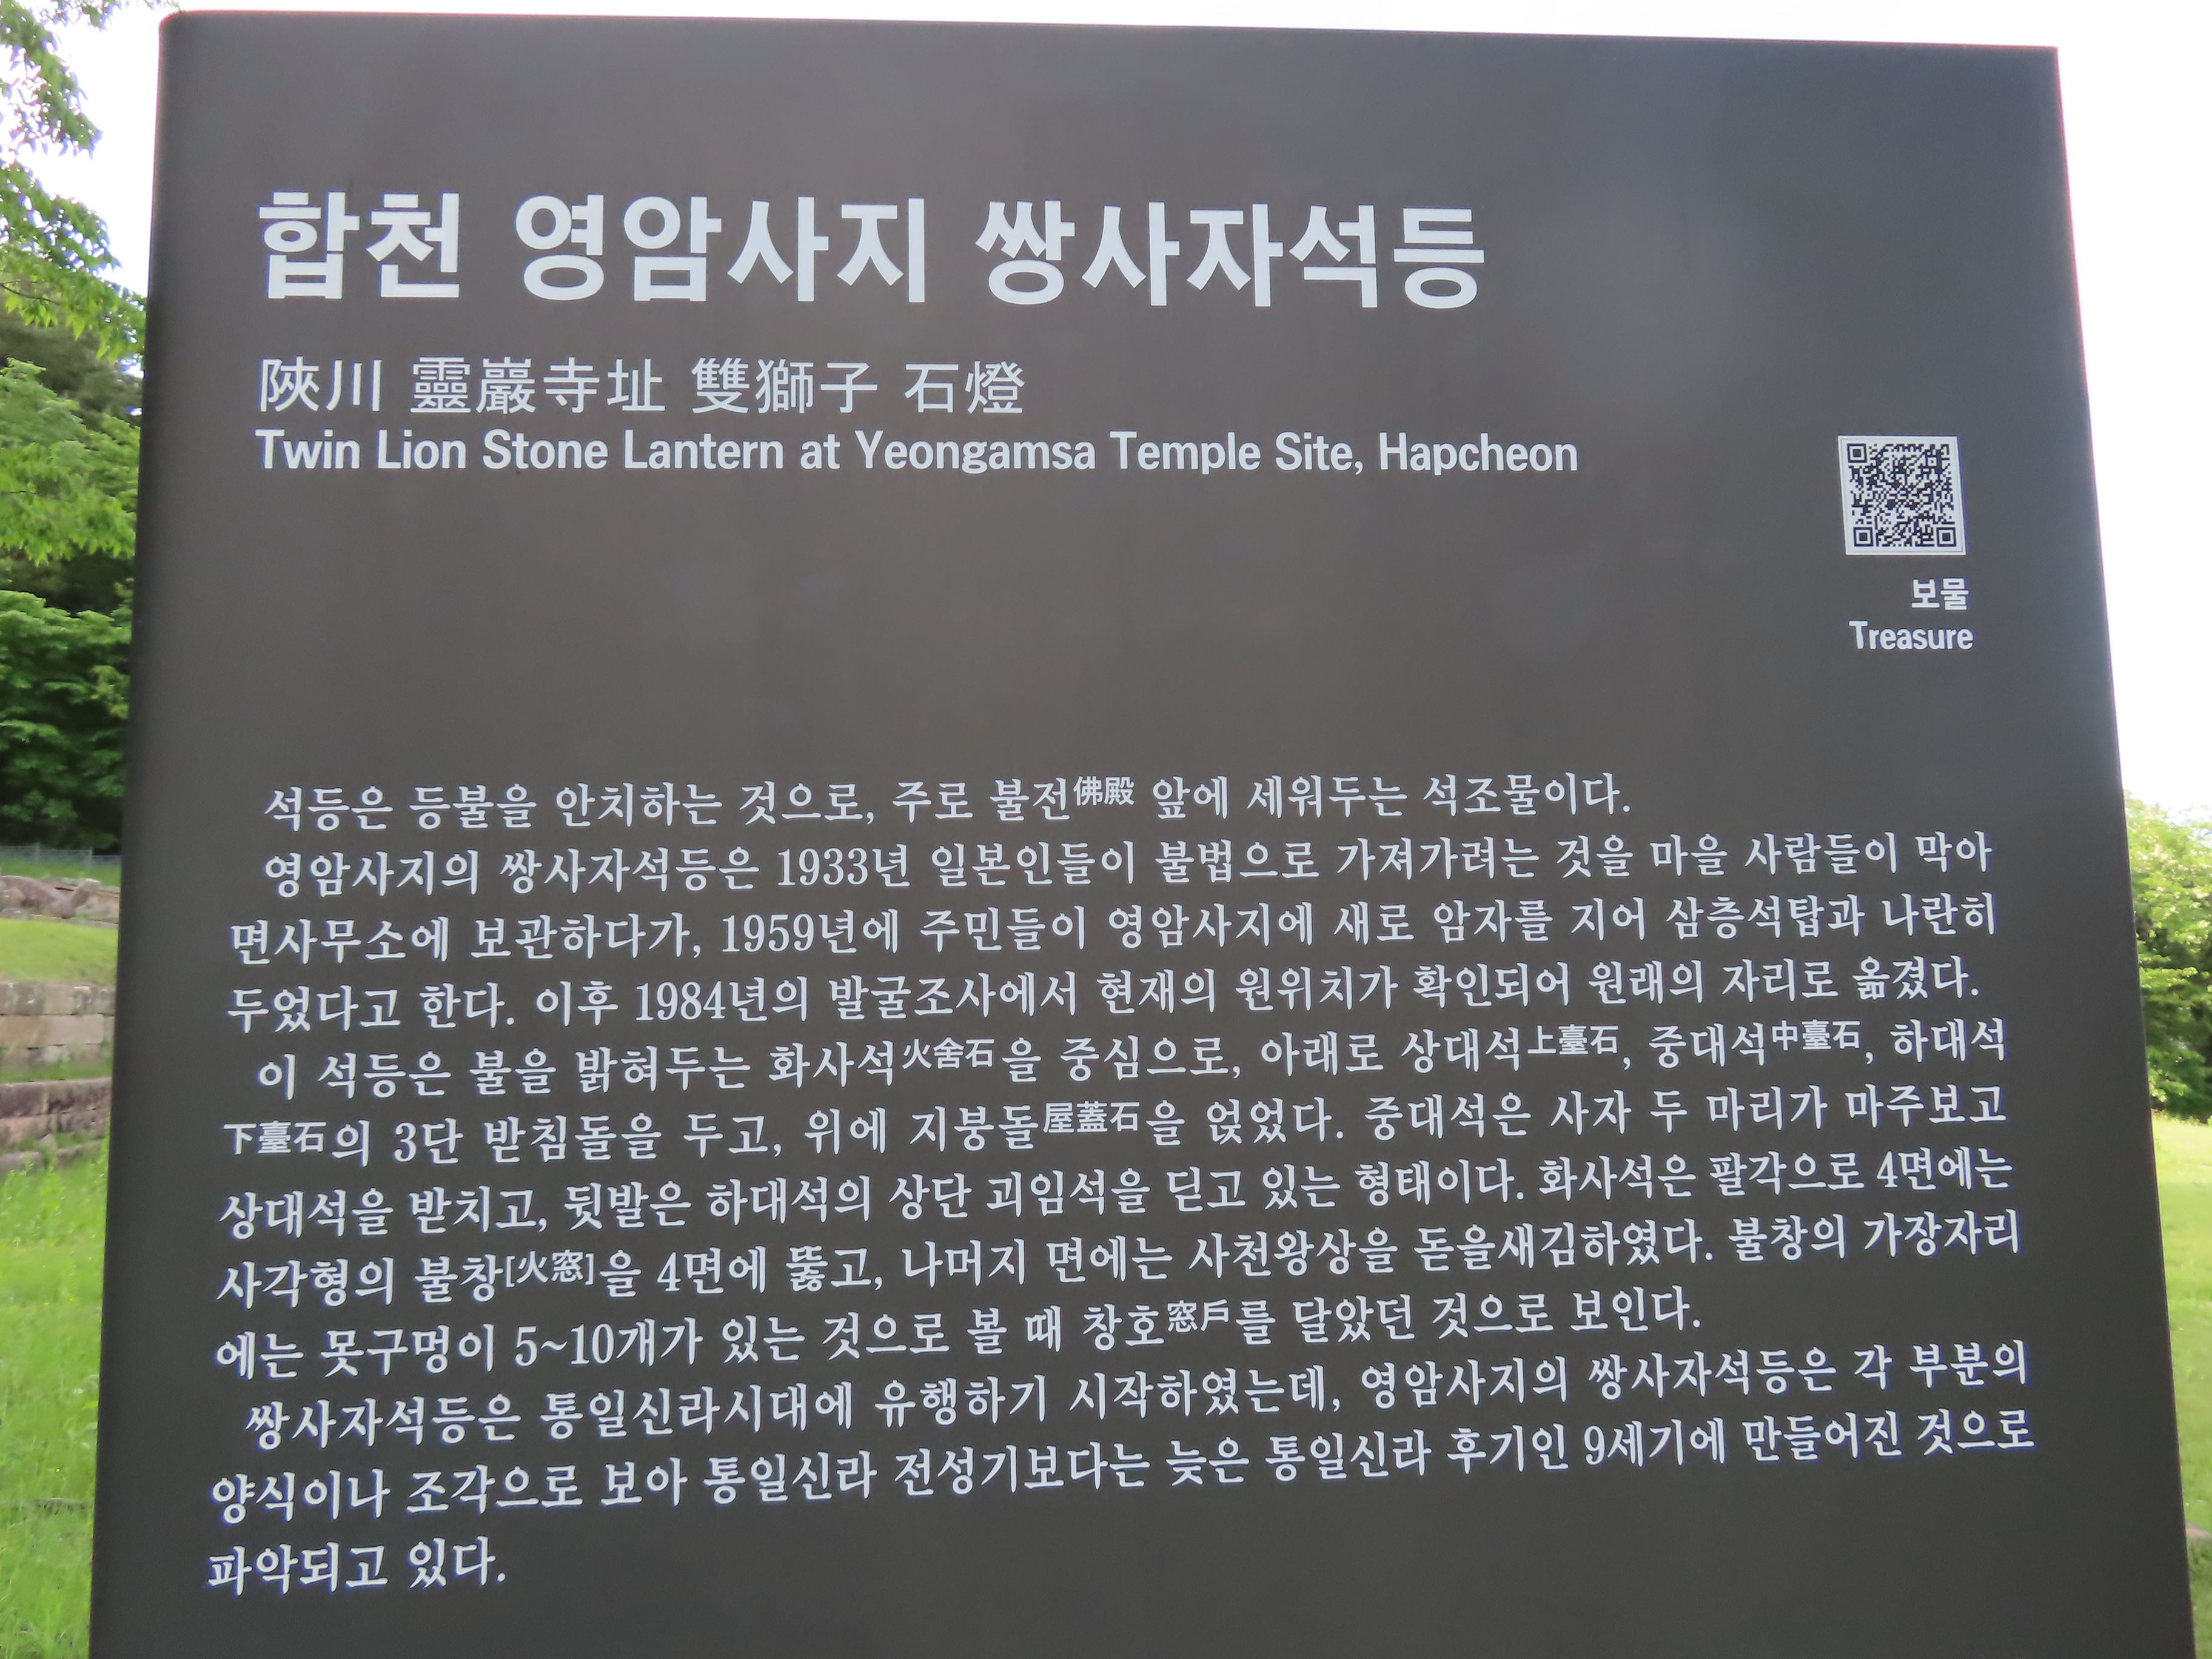 합천 영암사지 쌍사자석등
陜川 靈巖寺址 雙獅子 石燈
Twin Lion Stone Lantern at Yeongamsa Temple Site, Hapcheon
보물
Treasure
석등은 등불을 안치하는 것으로, 주로 불전佛殿 앞에 세워두는 석조물이다.
영암사지의 쌍사자석등은 1933년 일본인들이 불법으로 가져가려는 것을 마을 사람들이 막아
면사무소에 보관하다가, 1959년에 주민들이 영암사지에 새로 암자를 지어 삼층석탑과 나란히
두었다고 한다. 이후 1984년의 발굴조사에서 현재의 원위치가 확인되어 원래의 자리로 옮겼다.
이 석등은 불을 밝혀두는 화사석火舍石을 중심으로, 아래로 상대석上臺石, 중대석中臺石, 하대석
下臺石의 3단 받침돌을 두고, 위에 지붕돌屋蓋石을 얹었다. 중대석은 사자 두 마리가 마주보고
상대석을 받치고, 뒷발은 하대석의 상단 괴임석을 딛고 있는 형태이다. 화사석은 팔각으로 4면에는
사각형의 불창[火窓]을 4면에 뚫고, 나머지 면에는 사천왕상을 돋을새김하였다. 불창의 가장자리
에는 못구멍이 5~10개가 있는 것으로 볼 때 창호窓戶를 달았던 것으로 보인다.
쌍사자석등은 통일신라시대에 유행하기 시작하였는데, 영암사지의 쌍사자석등은 각 부분의
양식이나 조각으로 보아 통일신라 전성기보다는 늦은 통일신라 후기인 9세기에 만들어진 것으로
파악되고 있다.